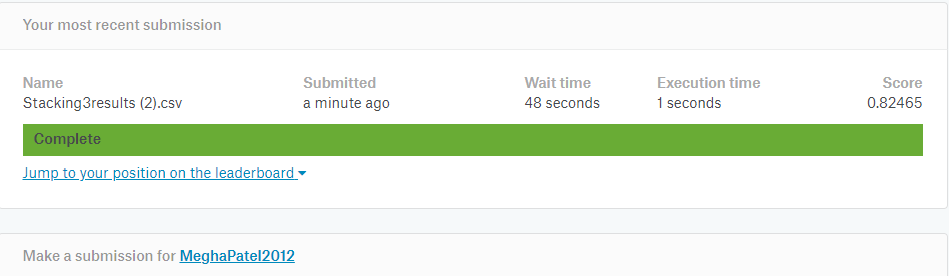 Your most recent submission
Name Submitted Wait time Execution time Score
Stacking3results (2).csv a minute ago 48 seconds 1 seconds 0.82465
Complete
Jump to your position on the leaderboard
Make a submission for MeghaPatel2012